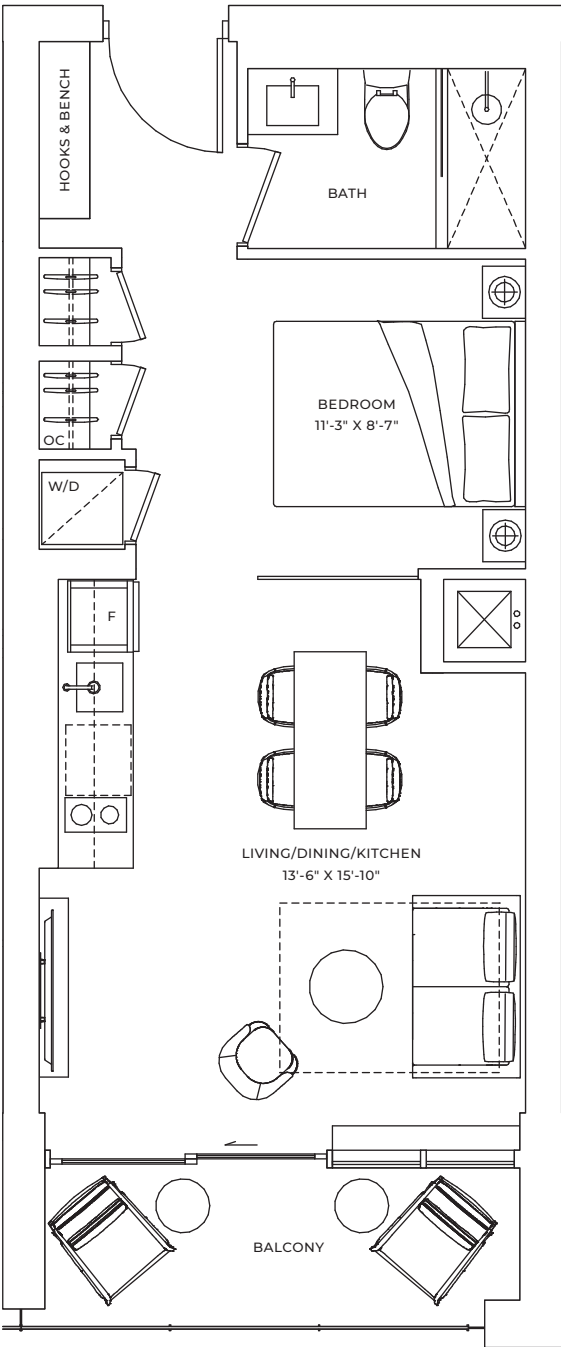 HOOKS & BENCH
BATH
BEDROOM
11'-3" X 8'-7"
OC
W/D
F
LIVING/DINING/KITCHEN
13'-6" X 15'-10"
BALCONY